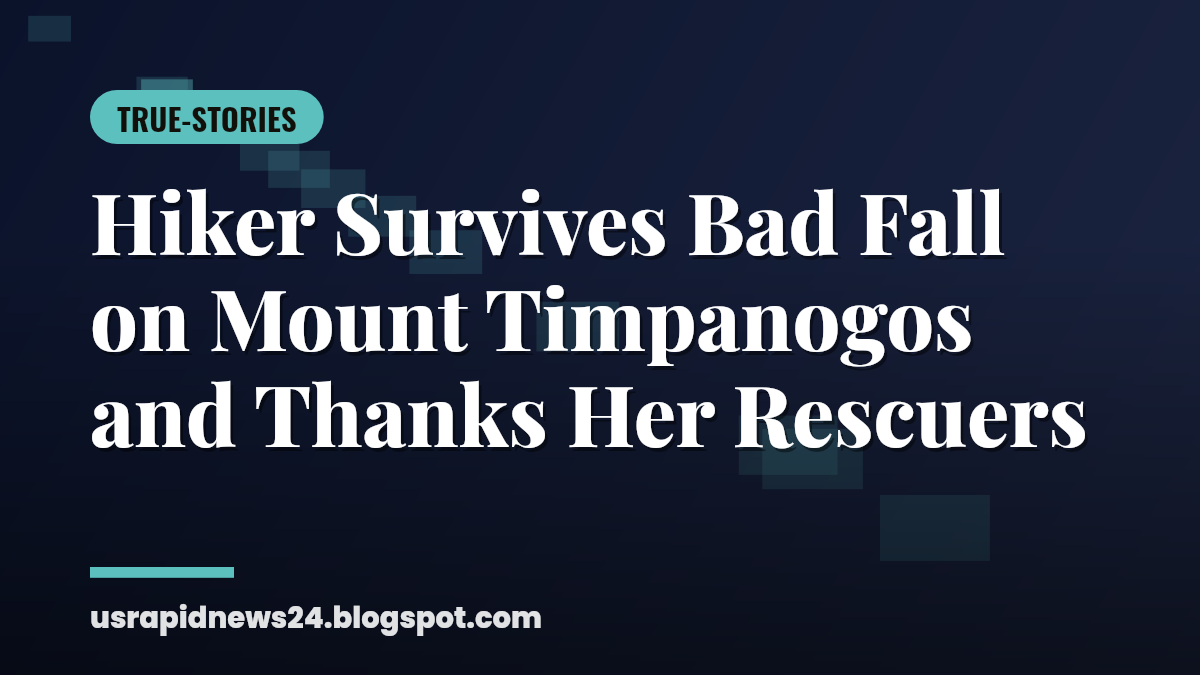 TRUE-STORIES
Hiker Survives Bad Fall
on Mount Timpanogos
and Thanks Her Rescuers
usrapidnews24.blogspot.com